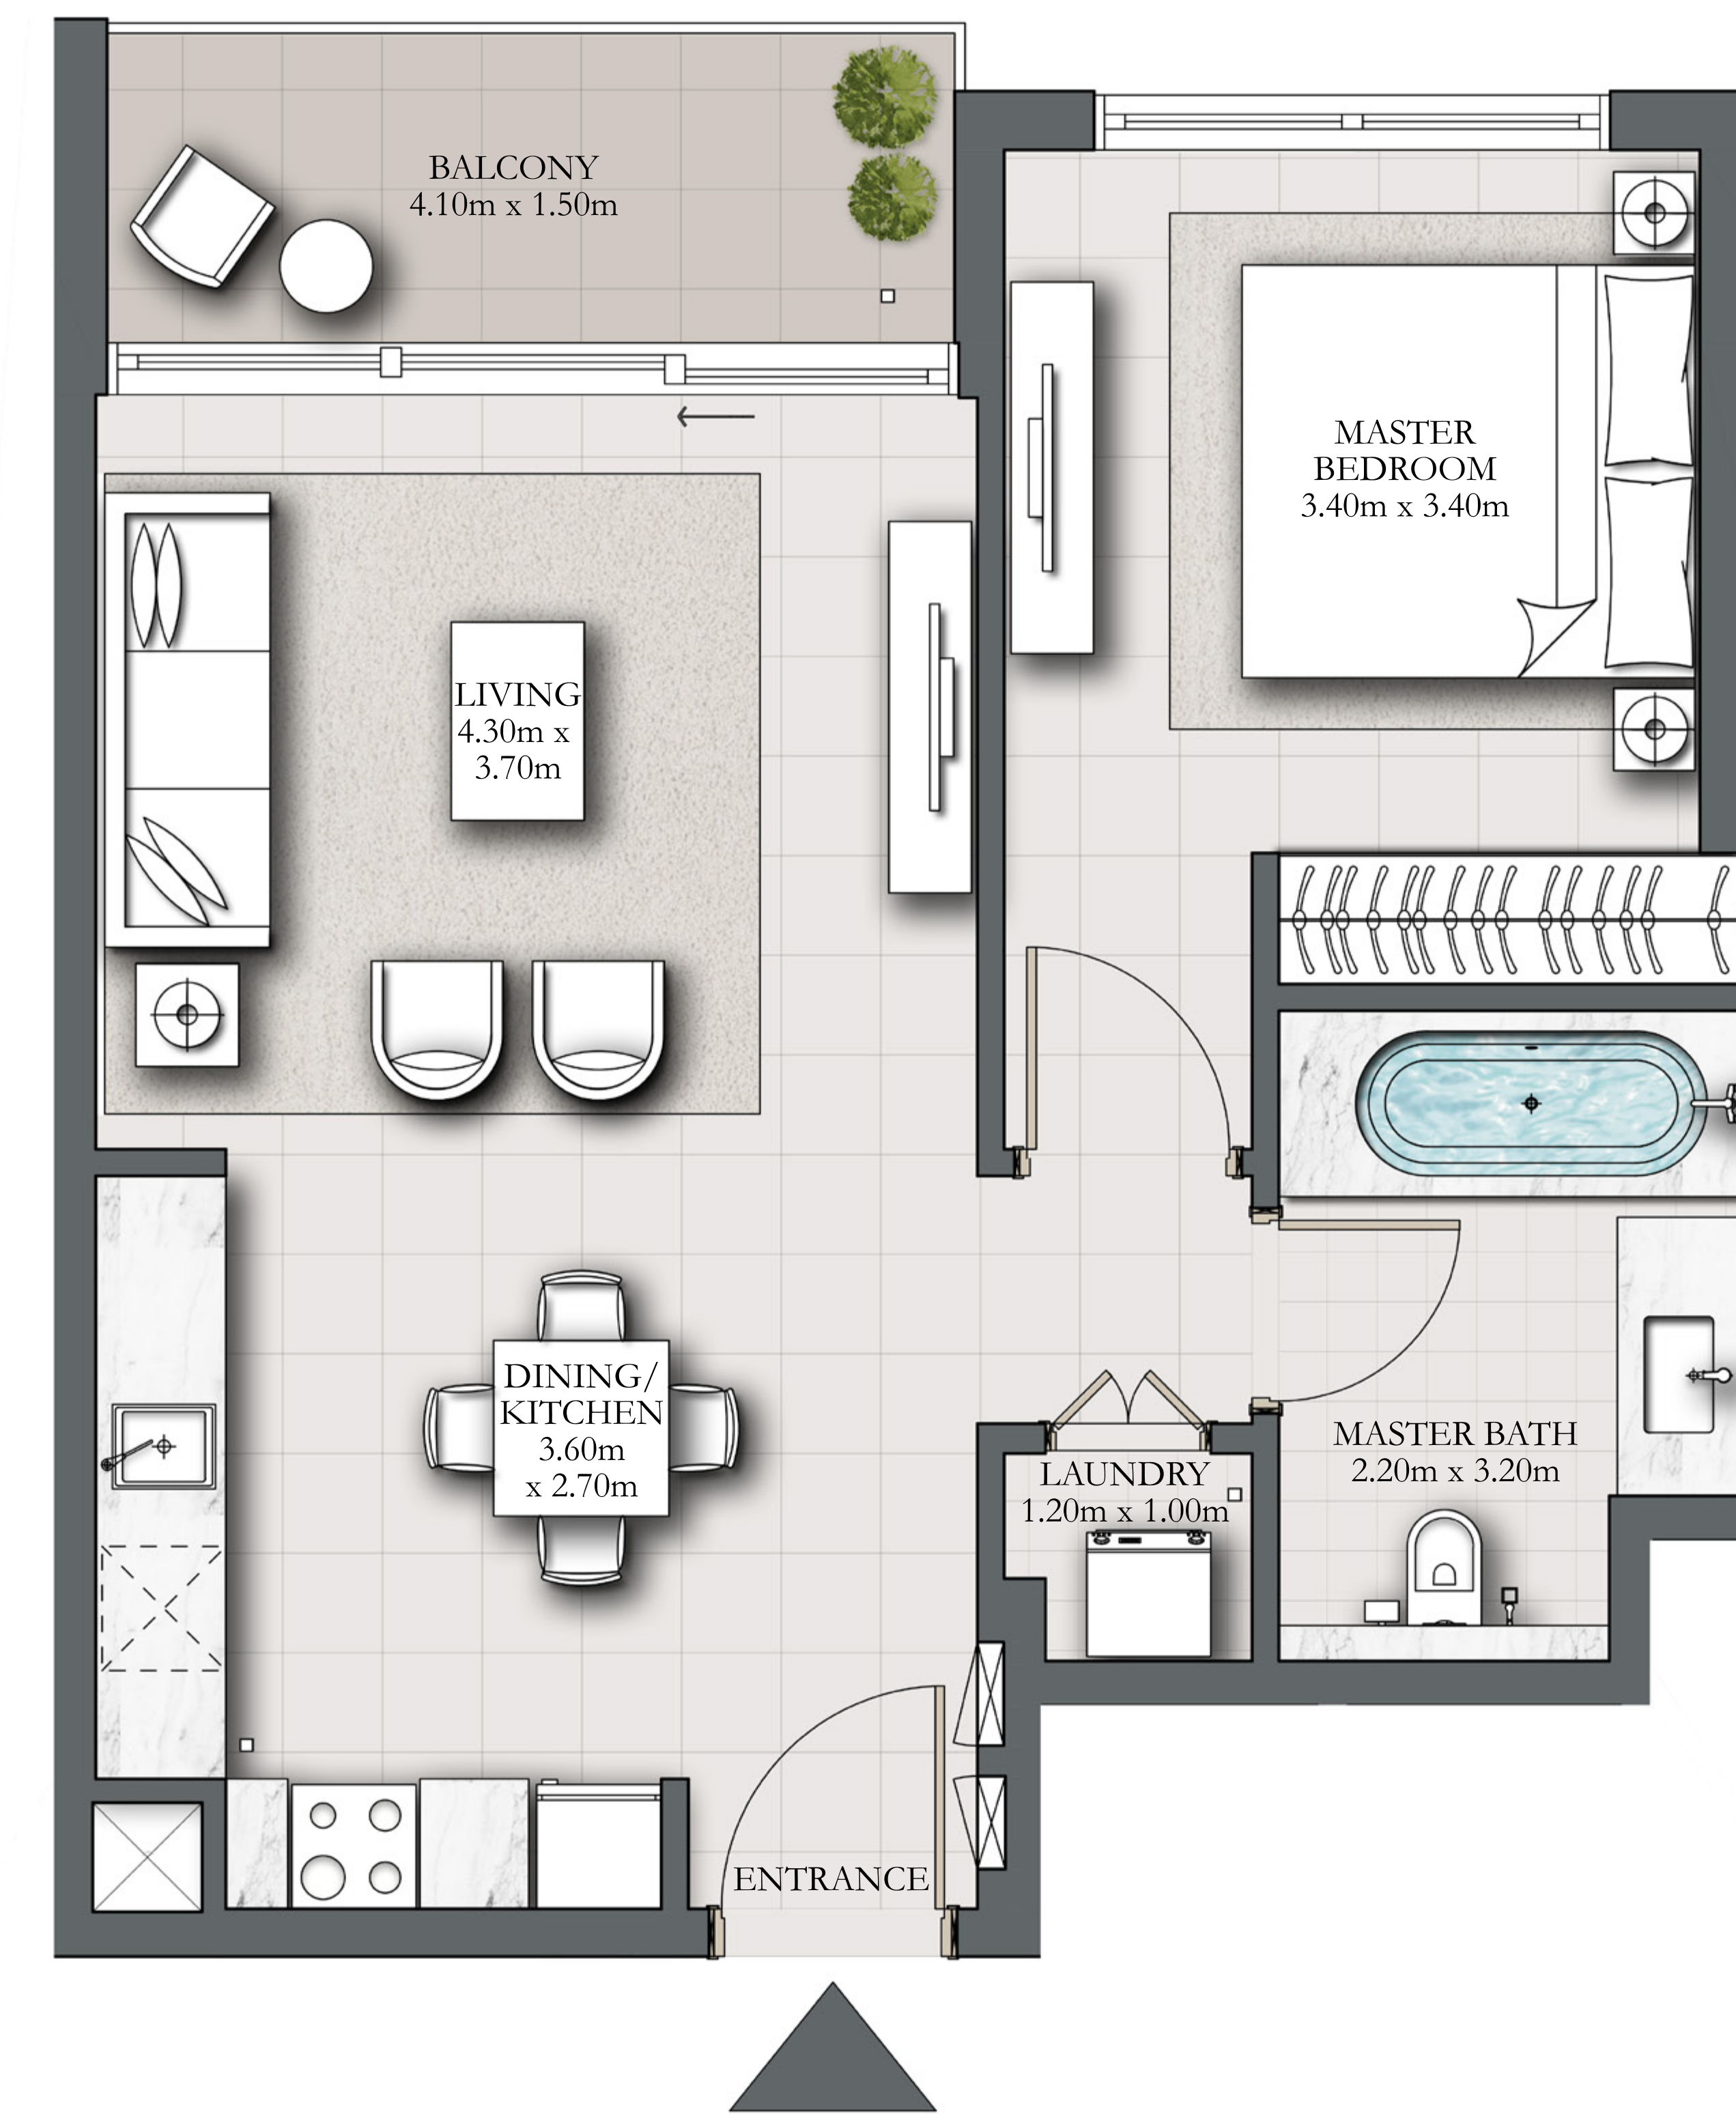 BALCONY
4.10m x 1.50m
MASTER
BEDROOM
3.40m x 3.40m
LIVING
4.30m x
3.70m
DINING/
KITCHEN
3.60m
x 2.70m
LAUNDRY
1.20m x 1.00m
MASTER BATH
2.20m x 3.20m
ENTRANCE